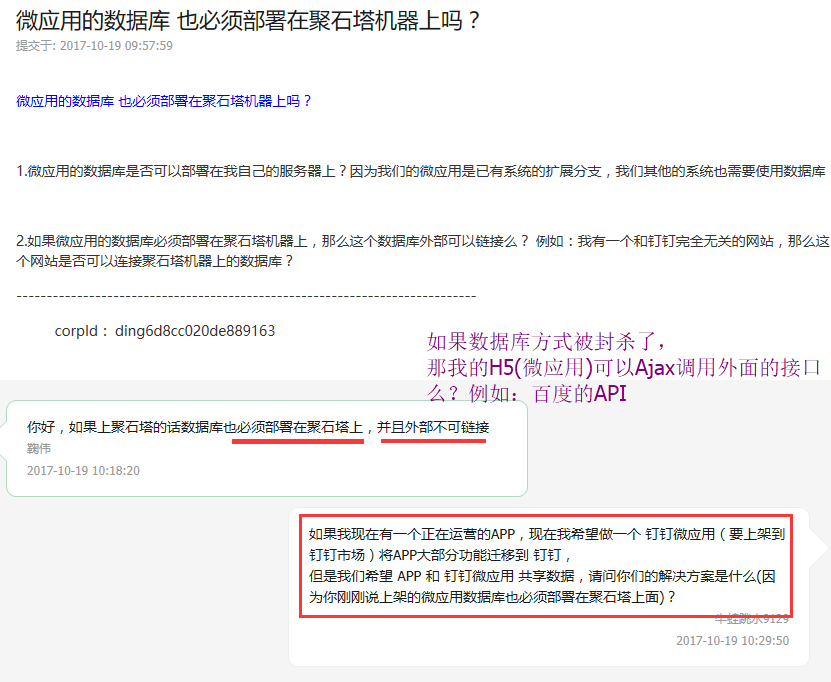 微应用的数据库 也必须部署在聚石塔机器上吗？
提交于: 2017-10-19 09:57:59
微应用的数据库 也必须部署在聚石塔机器上吗？
1.微应用的数据库是否可以部署在我自己的服务器上？因为我们的微应用是已有系统的扩展分支，我们其他的系统也需要使用数据库
2.如果微应用的数据库必须部署在聚石塔机器上，那么这个数据库外部可以链接么？ 例如：我有一个和钉钉完全无关的网站，那么这
个网站是否可以连接聚石塔机器上的数据库？
-----------------------------------------------------------------------------
corpId： ding6d8cc020de889163
如果数据库方式被封杀了，
那我的H5(微应用)可以Ajax调用外面的接口
么？例如：百度的API
你好，如果上聚石塔的话数据库也必须部署在聚石塔上，并且外部不可链接
鞠伟
2017-10-19 10:18:20
如果我现在有一个正在运营的APP，现在我希望做一个 钉钉微应用（要上架到
钉钉市场）将APP大部分功能迁移到 钉钉，
但是我们希望 APP 和 钉钉微应用 共享数据，请问你们的解决方案是什么(因
为你刚刚说上架的微应用数据库也必须部署在聚石塔上面)？
牛蛙跳水9129
2017-10-19 10:29:50